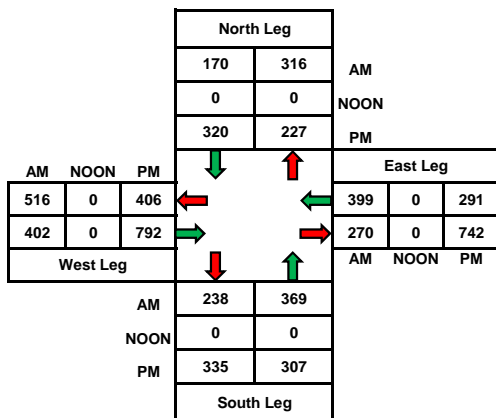 North Leg
170 316 AM
0 0 NOON
320 227 PM
AM NOON PM East Leg
516 0 406 399 0 291
402 0 792 270 0 742
West Leg AM NOON PM
AM 238 369
NOON 0 0
PM 335 307
South Leg